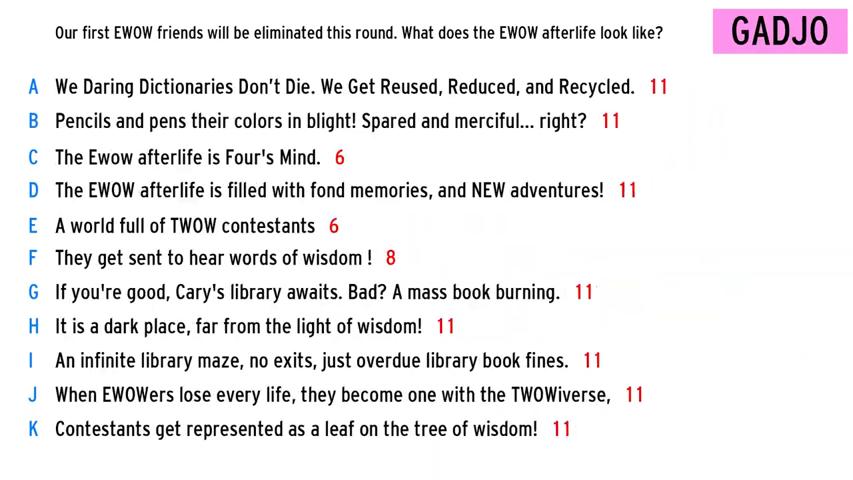 Our first EWOW friends will be eliminated this round. What does the EWOW afterlife look like?
GADJO
A We Daring Dictionaries Don't Die. We Get Reused, Reduced, and Recycled. 11
B Pencils and pens their colors in blight! Spared and merciful... right? 11
C The Ewow afterlife is Four's Mind. 6
D The EWOW afterlife is filled with fond memories, and NEW adventures! 11
E A world full of TWOW contestants 6
F They get sent to hear words of wisdom ! 8
G If you're good, Cary's library awaits. Bad? A mass book burning. 11
H It is a dark place, far from the light of wisdom! 11
I An infinite library maze, no exits, just overdue library book fines. 11
J When EWOWers lose every life, they become one with the TWOWiverse, 11
K Contestants get represented as a leaf on the tree of wisdom! 11